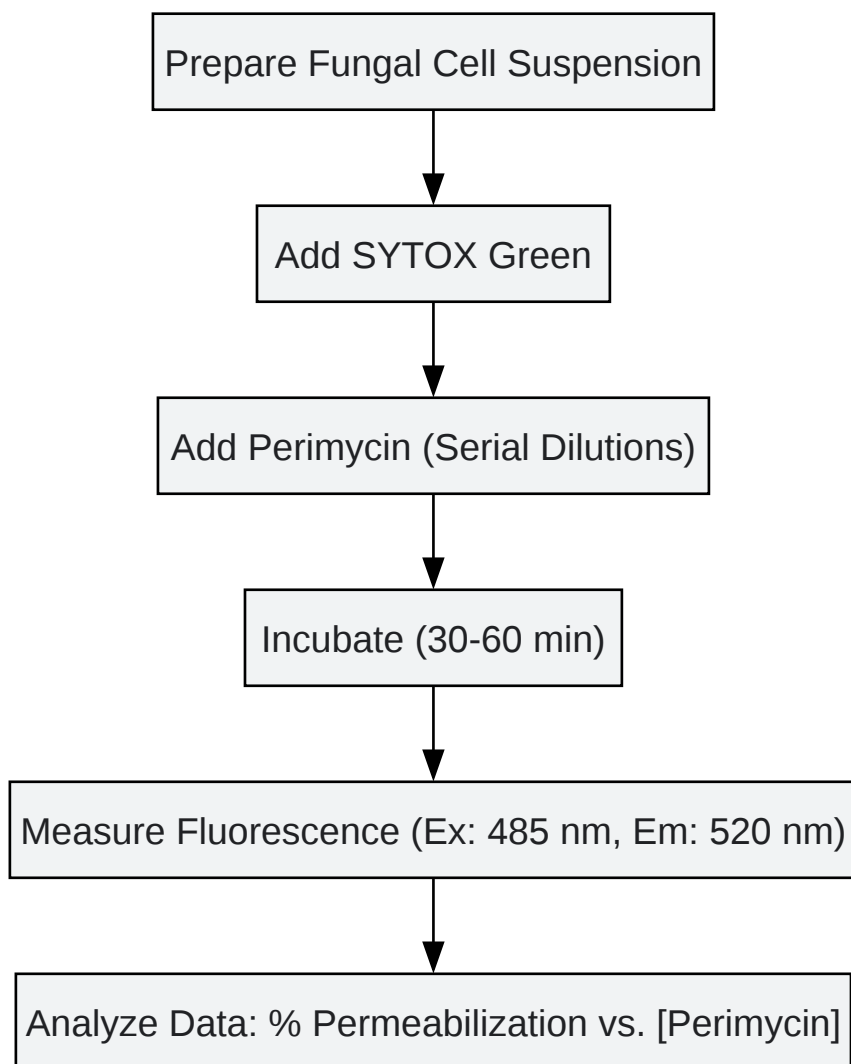 Prepare Fungal Cell Suspension
Add SYTOX Green
Add Perimycin (Serial Dilutions)
Incubate (30-60 min)
Measure Fluorescence (Ex: 485 nm, Em: 520 nm)
Analyze Data: % Permeabilization vs. [Perimycin]